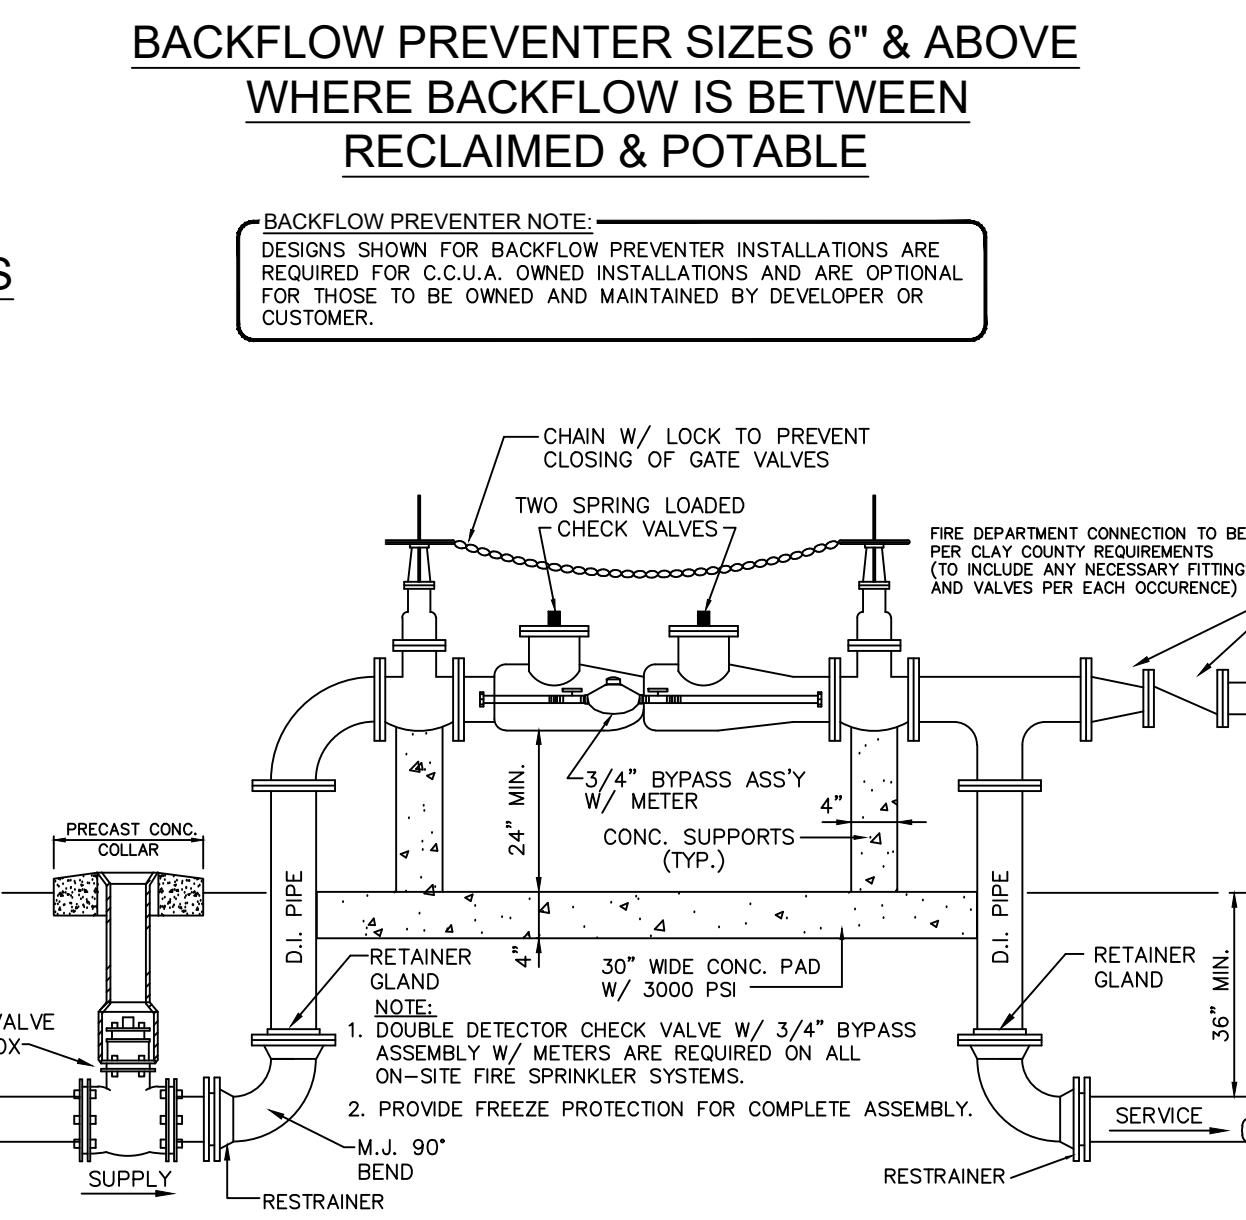 BACKFLOW PREVENTER SIZES 6" & ABOVE
WHERE BACKFLOW IS BETWEEN
RECLAIMED & POTABLE
S
BACKFLOW PREVENTER NOTE:
DESIGNS SHOWN FOR BACKFLOW PREVENTER INSTALLATIONS ARE
REQUIRED FOR C.C.U.A. OWNED INSTALLATIONS AND ARE OPTIONAL
FOR THOSE TO BE OWNED AND MAINTAINED BY DEVELOPER OR
CUSTOMER.
CHAIN W/ LOCK TO PREVENT
CLOSING OF GATE VALVES
TWO SPRING LOADED
CHECK VALVES
FIRE DEPARTMENT CONNECTION TO BE
PER CLAY COUNTY REQUIREMENTS
(TO INCLUDE ANY NECESSARY FITTING
AND VALVES PER EACH OCCURENCE)
3/4" BYPASS ASS'Y
W/ METER
24" MIN.
4"
CONC. SUPPORTS
(TYP.)
PRECAST CONC.
COLLAR
D.I. PIPE
D.I. PIPE
4"
30" WIDE CONC. PAD
W/ 3000 PSI
RETAINER
GLAND
RETAINER
GLAND
36" MIN.
NOTE:
1. DOUBLE DETECTOR CHECK VALVE W/ 3/4" BYPASS
ASSEMBLY W/ METERS ARE REQUIRED ON ALL
ON-SITE FIRE SPRINKLER SYSTEMS.
2. PROVIDE FREEZE PROTECTION FOR COMPLETE ASSEMBLY.
VALVE
OX
SERVICE
M.J. 90°
BEND
SUPPLY
RESTRAINER
RESTRAINER